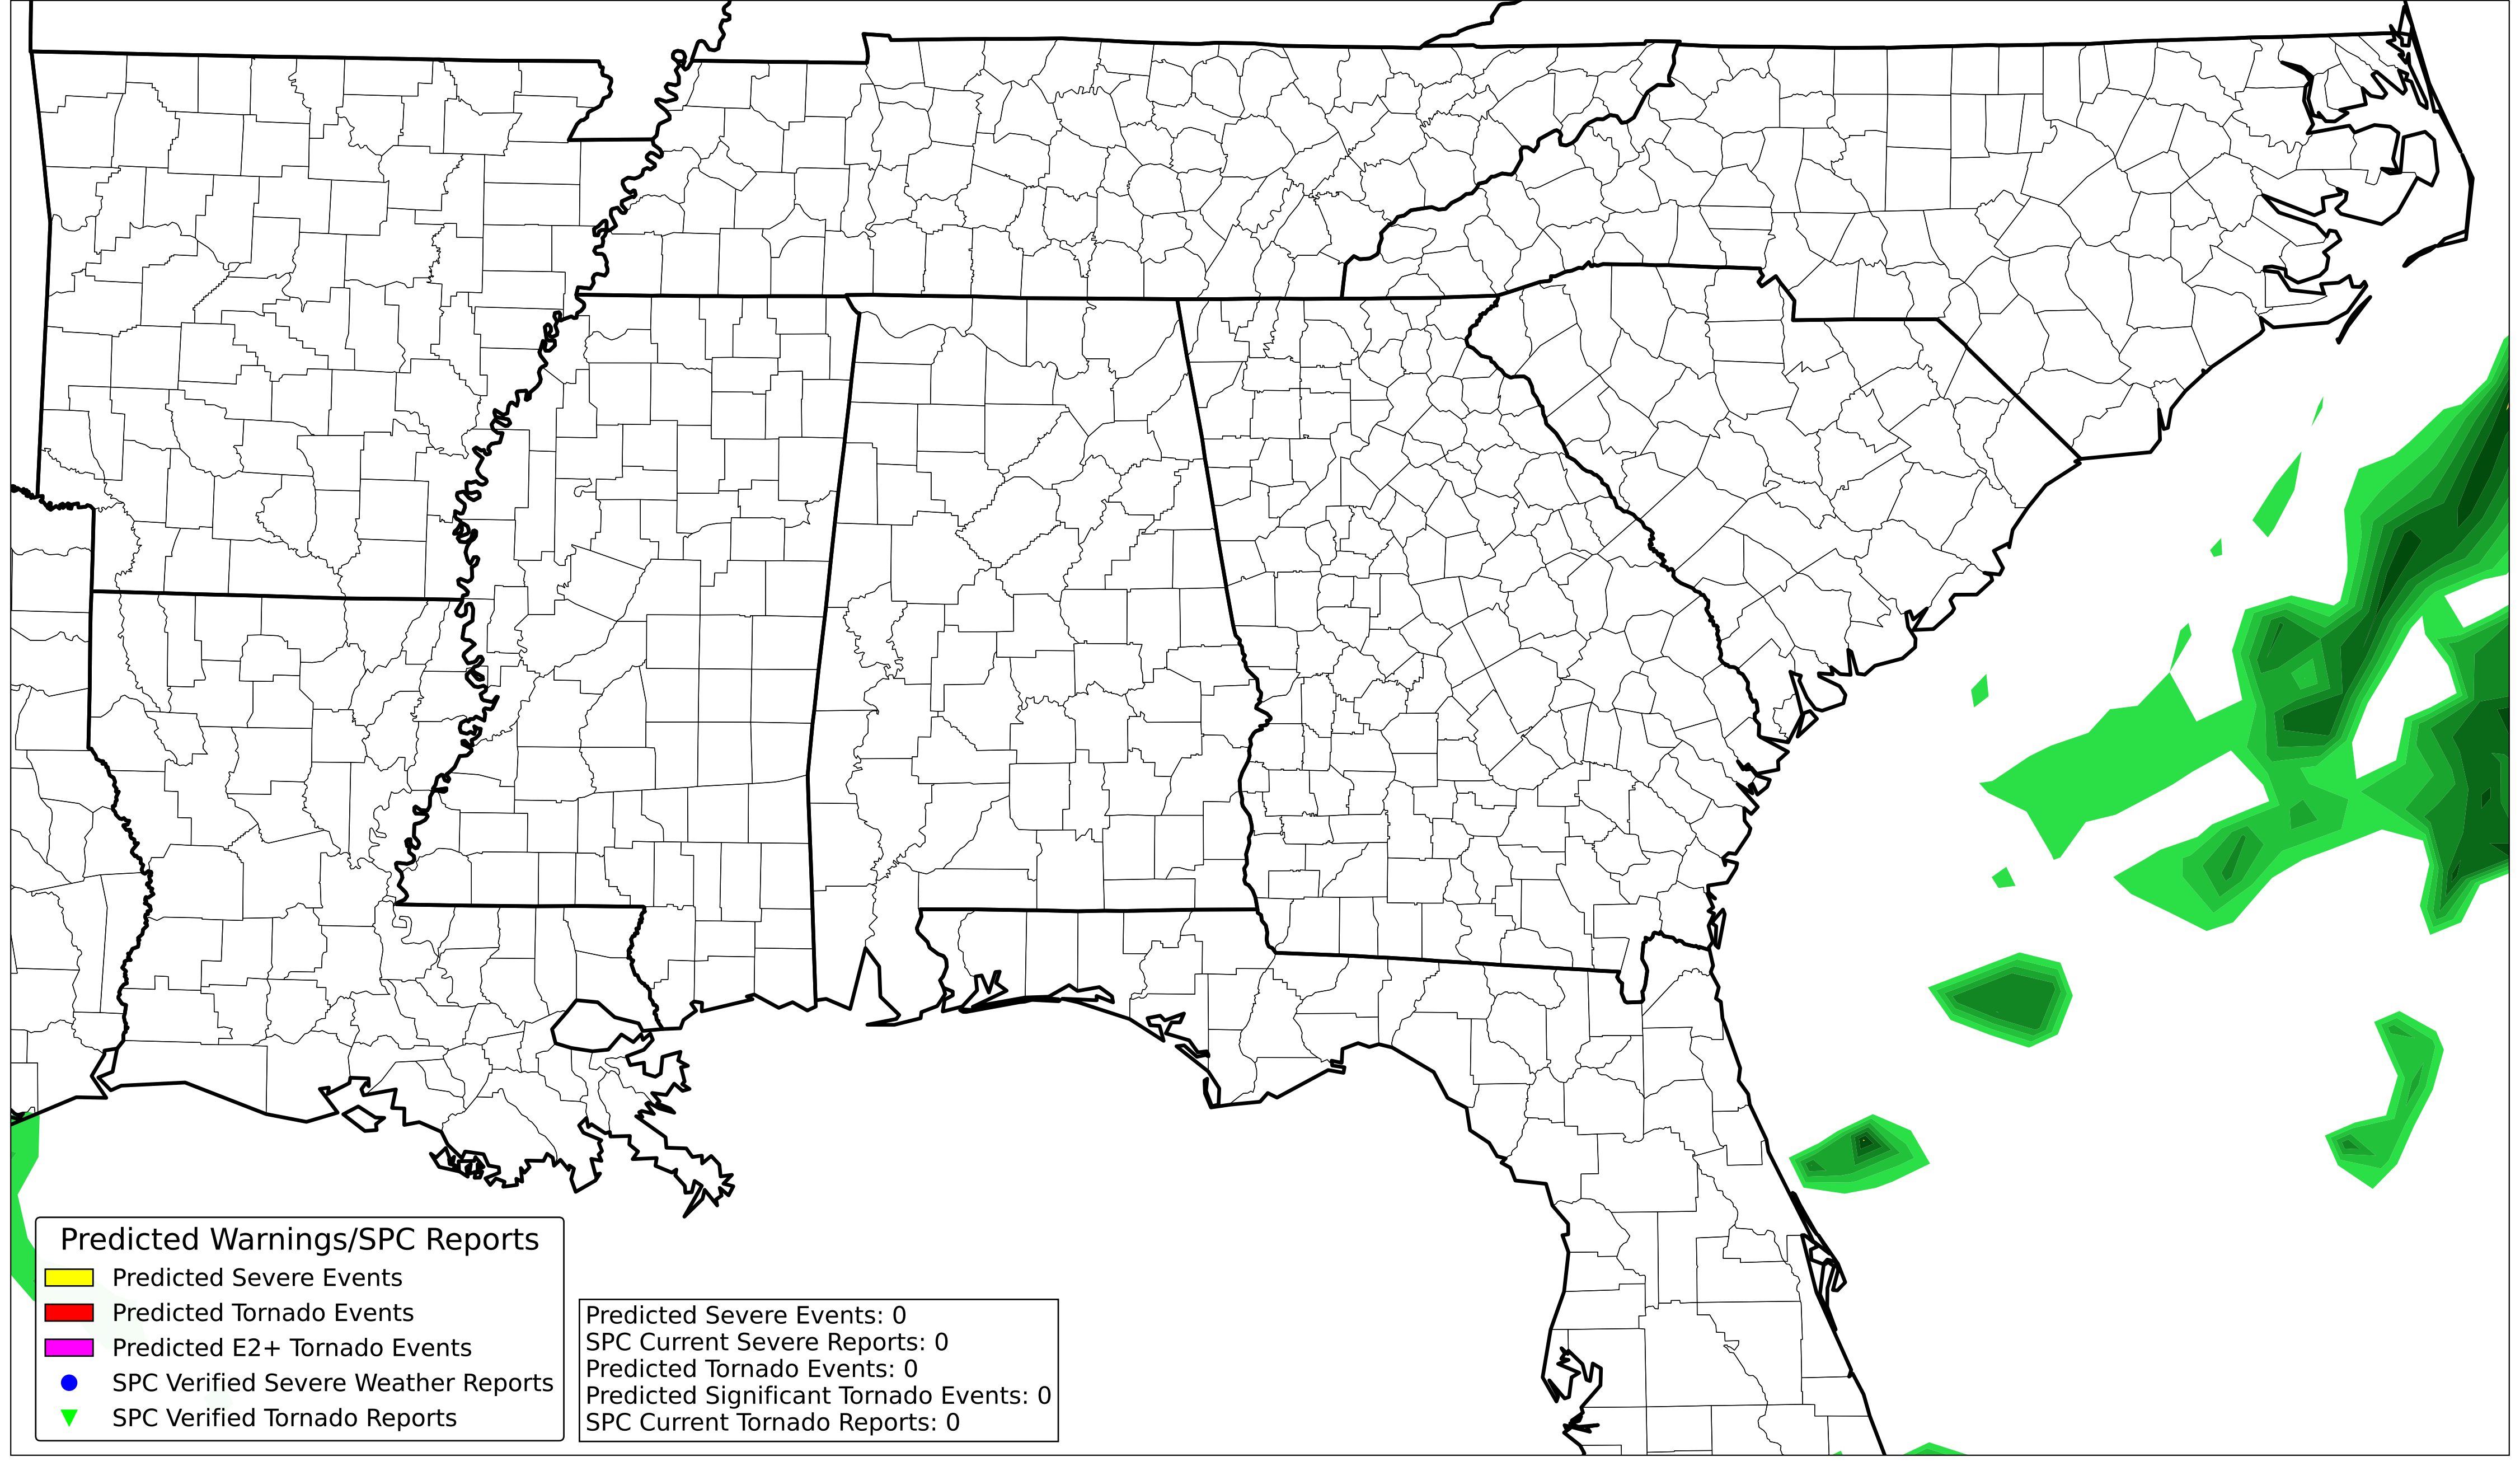 Predicted Warnings/SPC Reports
Predicted Severe Events
Predicted Tornado Events
Predicted E2+ Tornado Events
SPC Verified Severe Weather Reports
SPC Verified Tornado Reports
Predicted Severe Events: 0
SPC Current Severe Reports: 0
Predicted Tornado Events: 0
Predicted Significant Tornado Events: 0
SPC Current Tornado Reports: 0